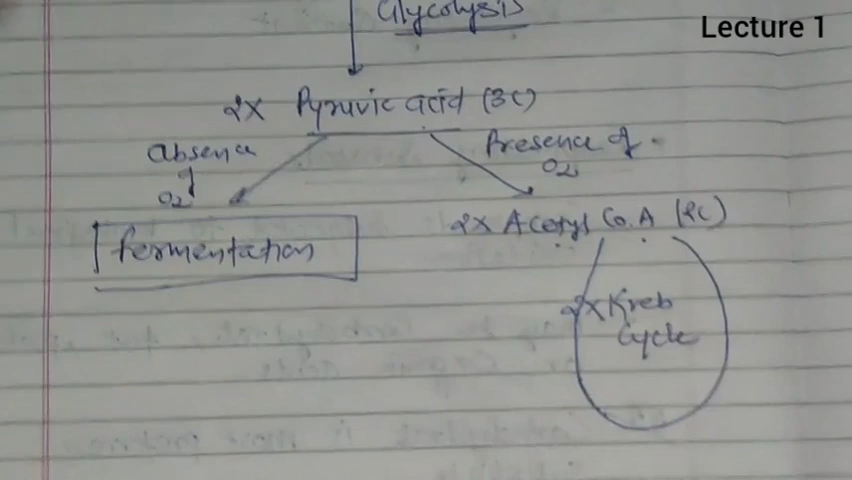 Glycolysis
Lecture 1
2X Pyruvic acid (3C)
absence
of
O2
Presence of
O2
Fermentation
2X Acetyl Co.A (2C)
2X Kreb
Cycle